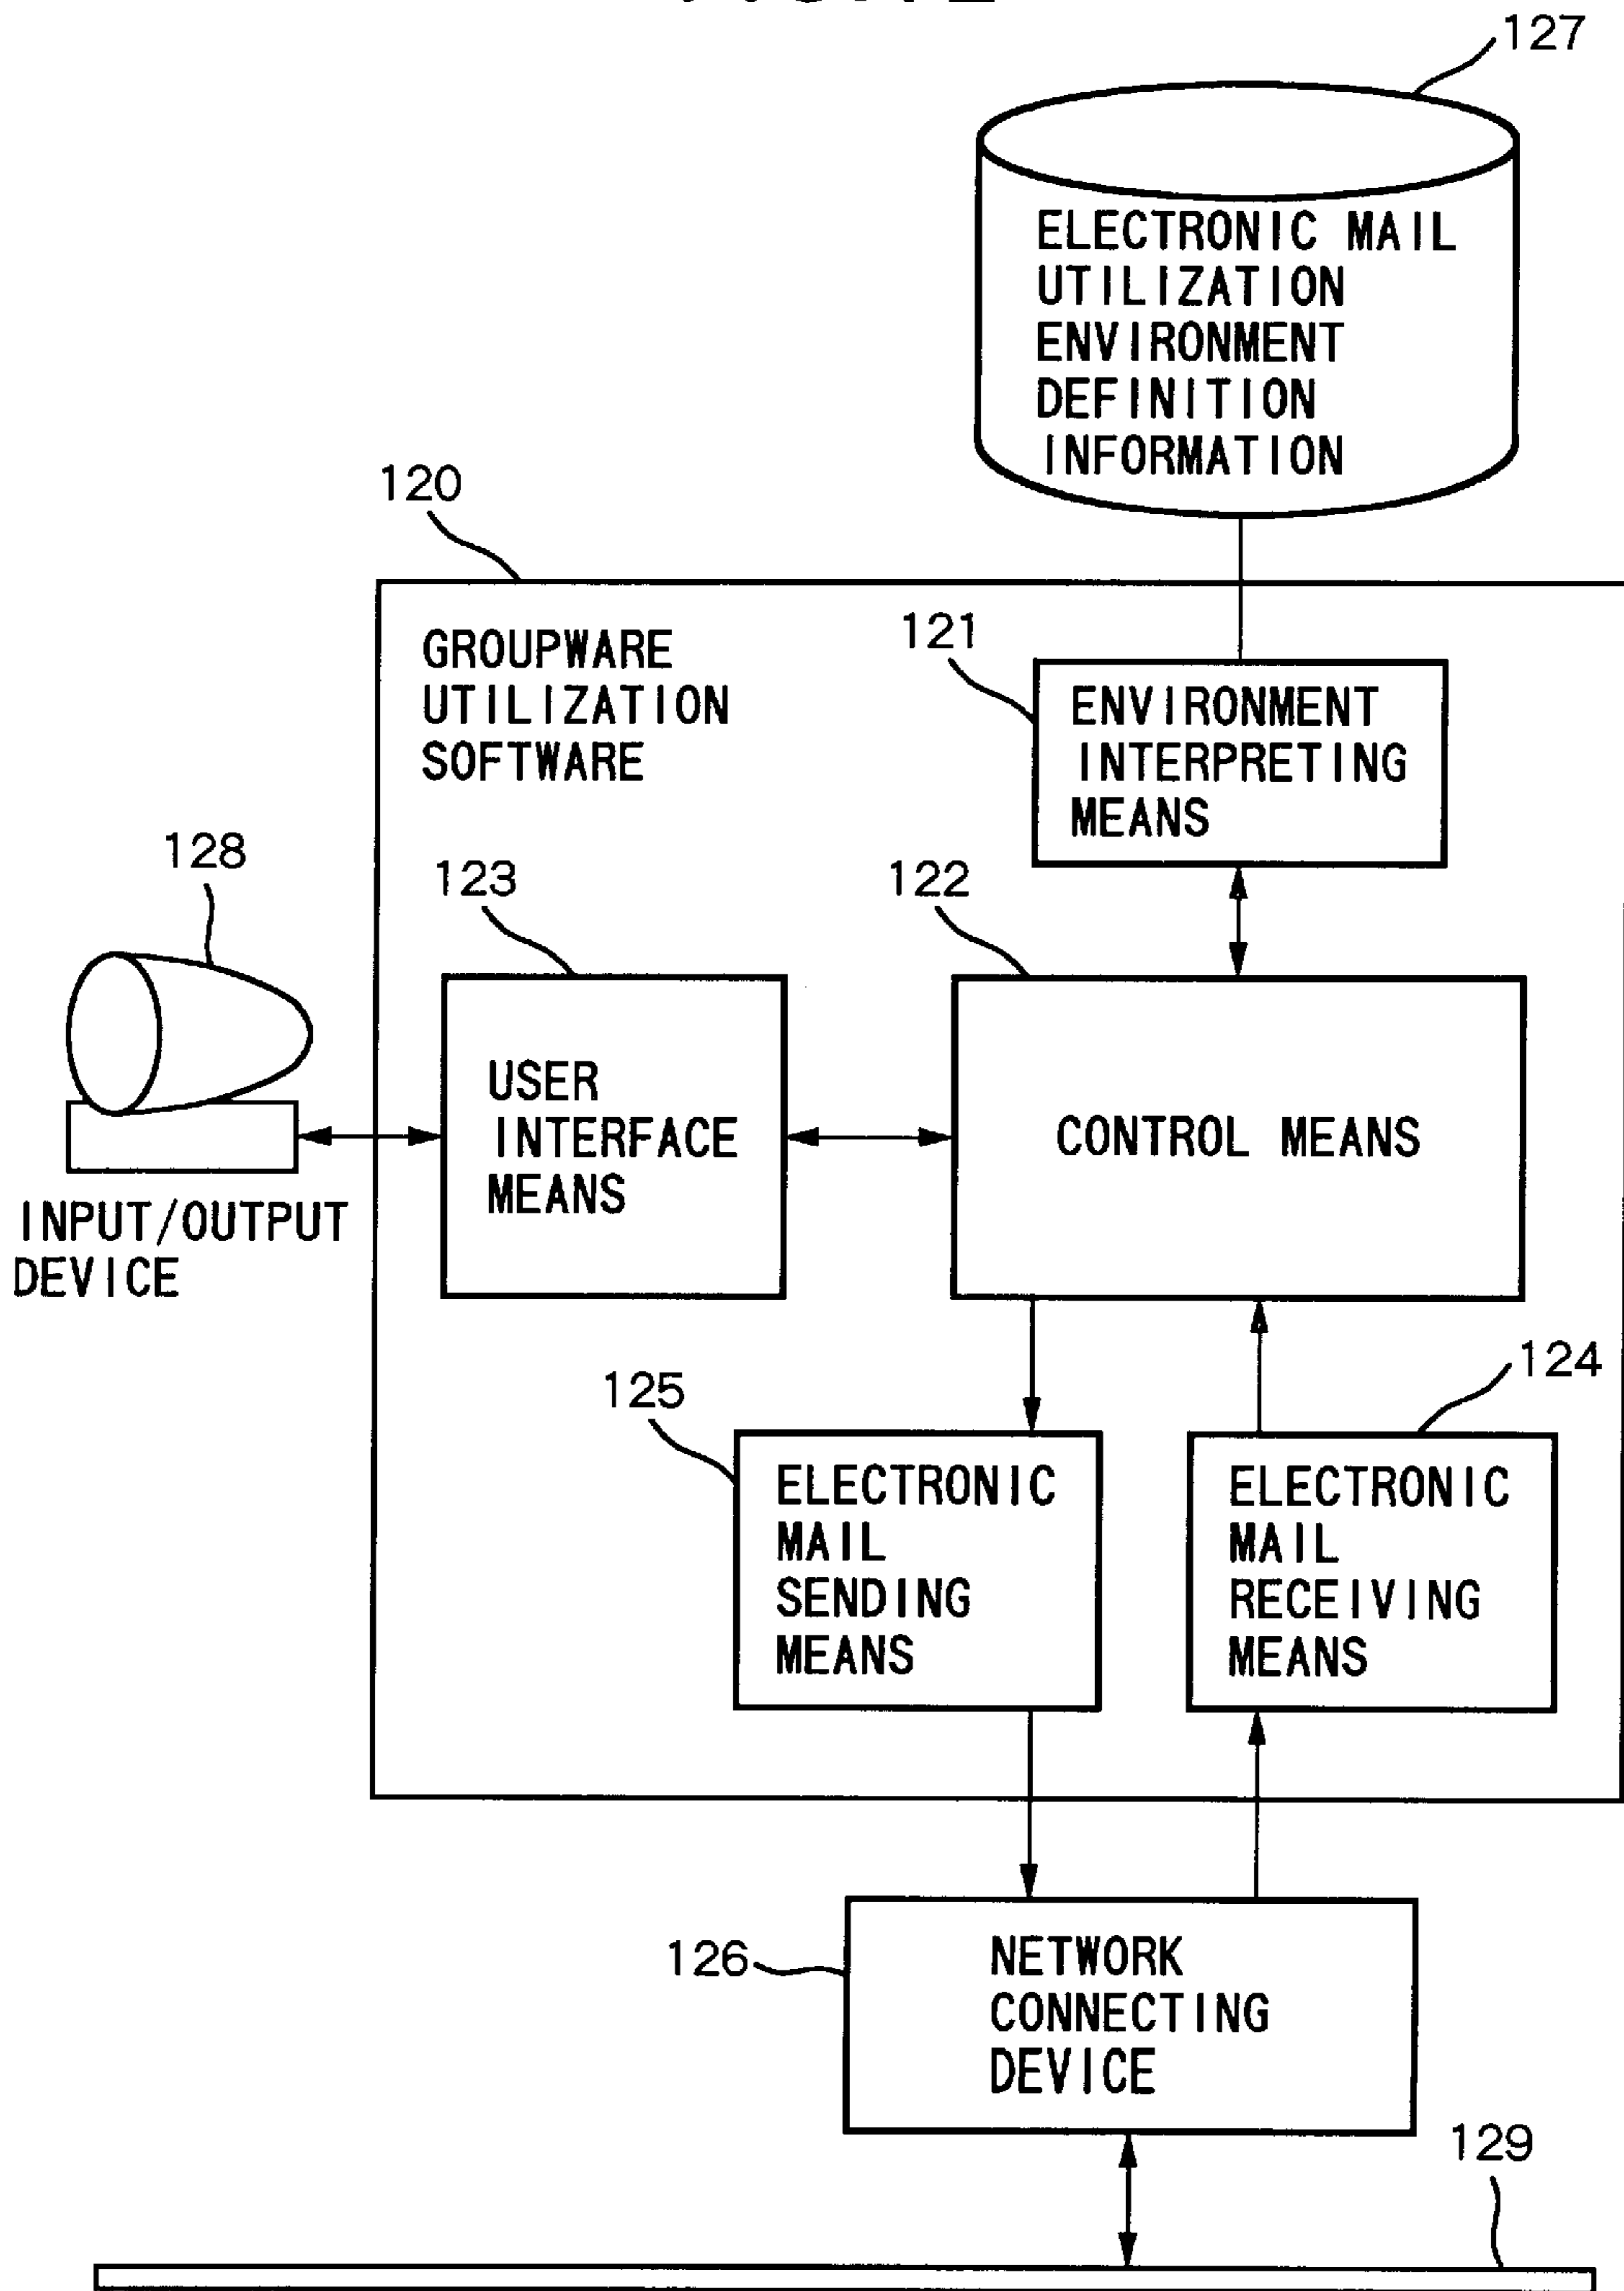 127
ELECTRONIC MAIL
UTILIZATION
ENVIRONMENT
DEFINITION
INFORMATION
120
GROUPWARE
UTILIZATION
SOFTWARE
121
ENVIRONMENT
INTERPRETING
MEANS
128
123
122
USER
INTERFACE
MEANS
CONTROL MEANS
INPUT/OUTPUT
DEVICE
125
124
ELECTRONIC
MAIL
SENDING
MEANS
ELECTRONIC
MAIL
RECEIVING
MEANS
126
NETWORK
CONNECTING
DEVICE
129